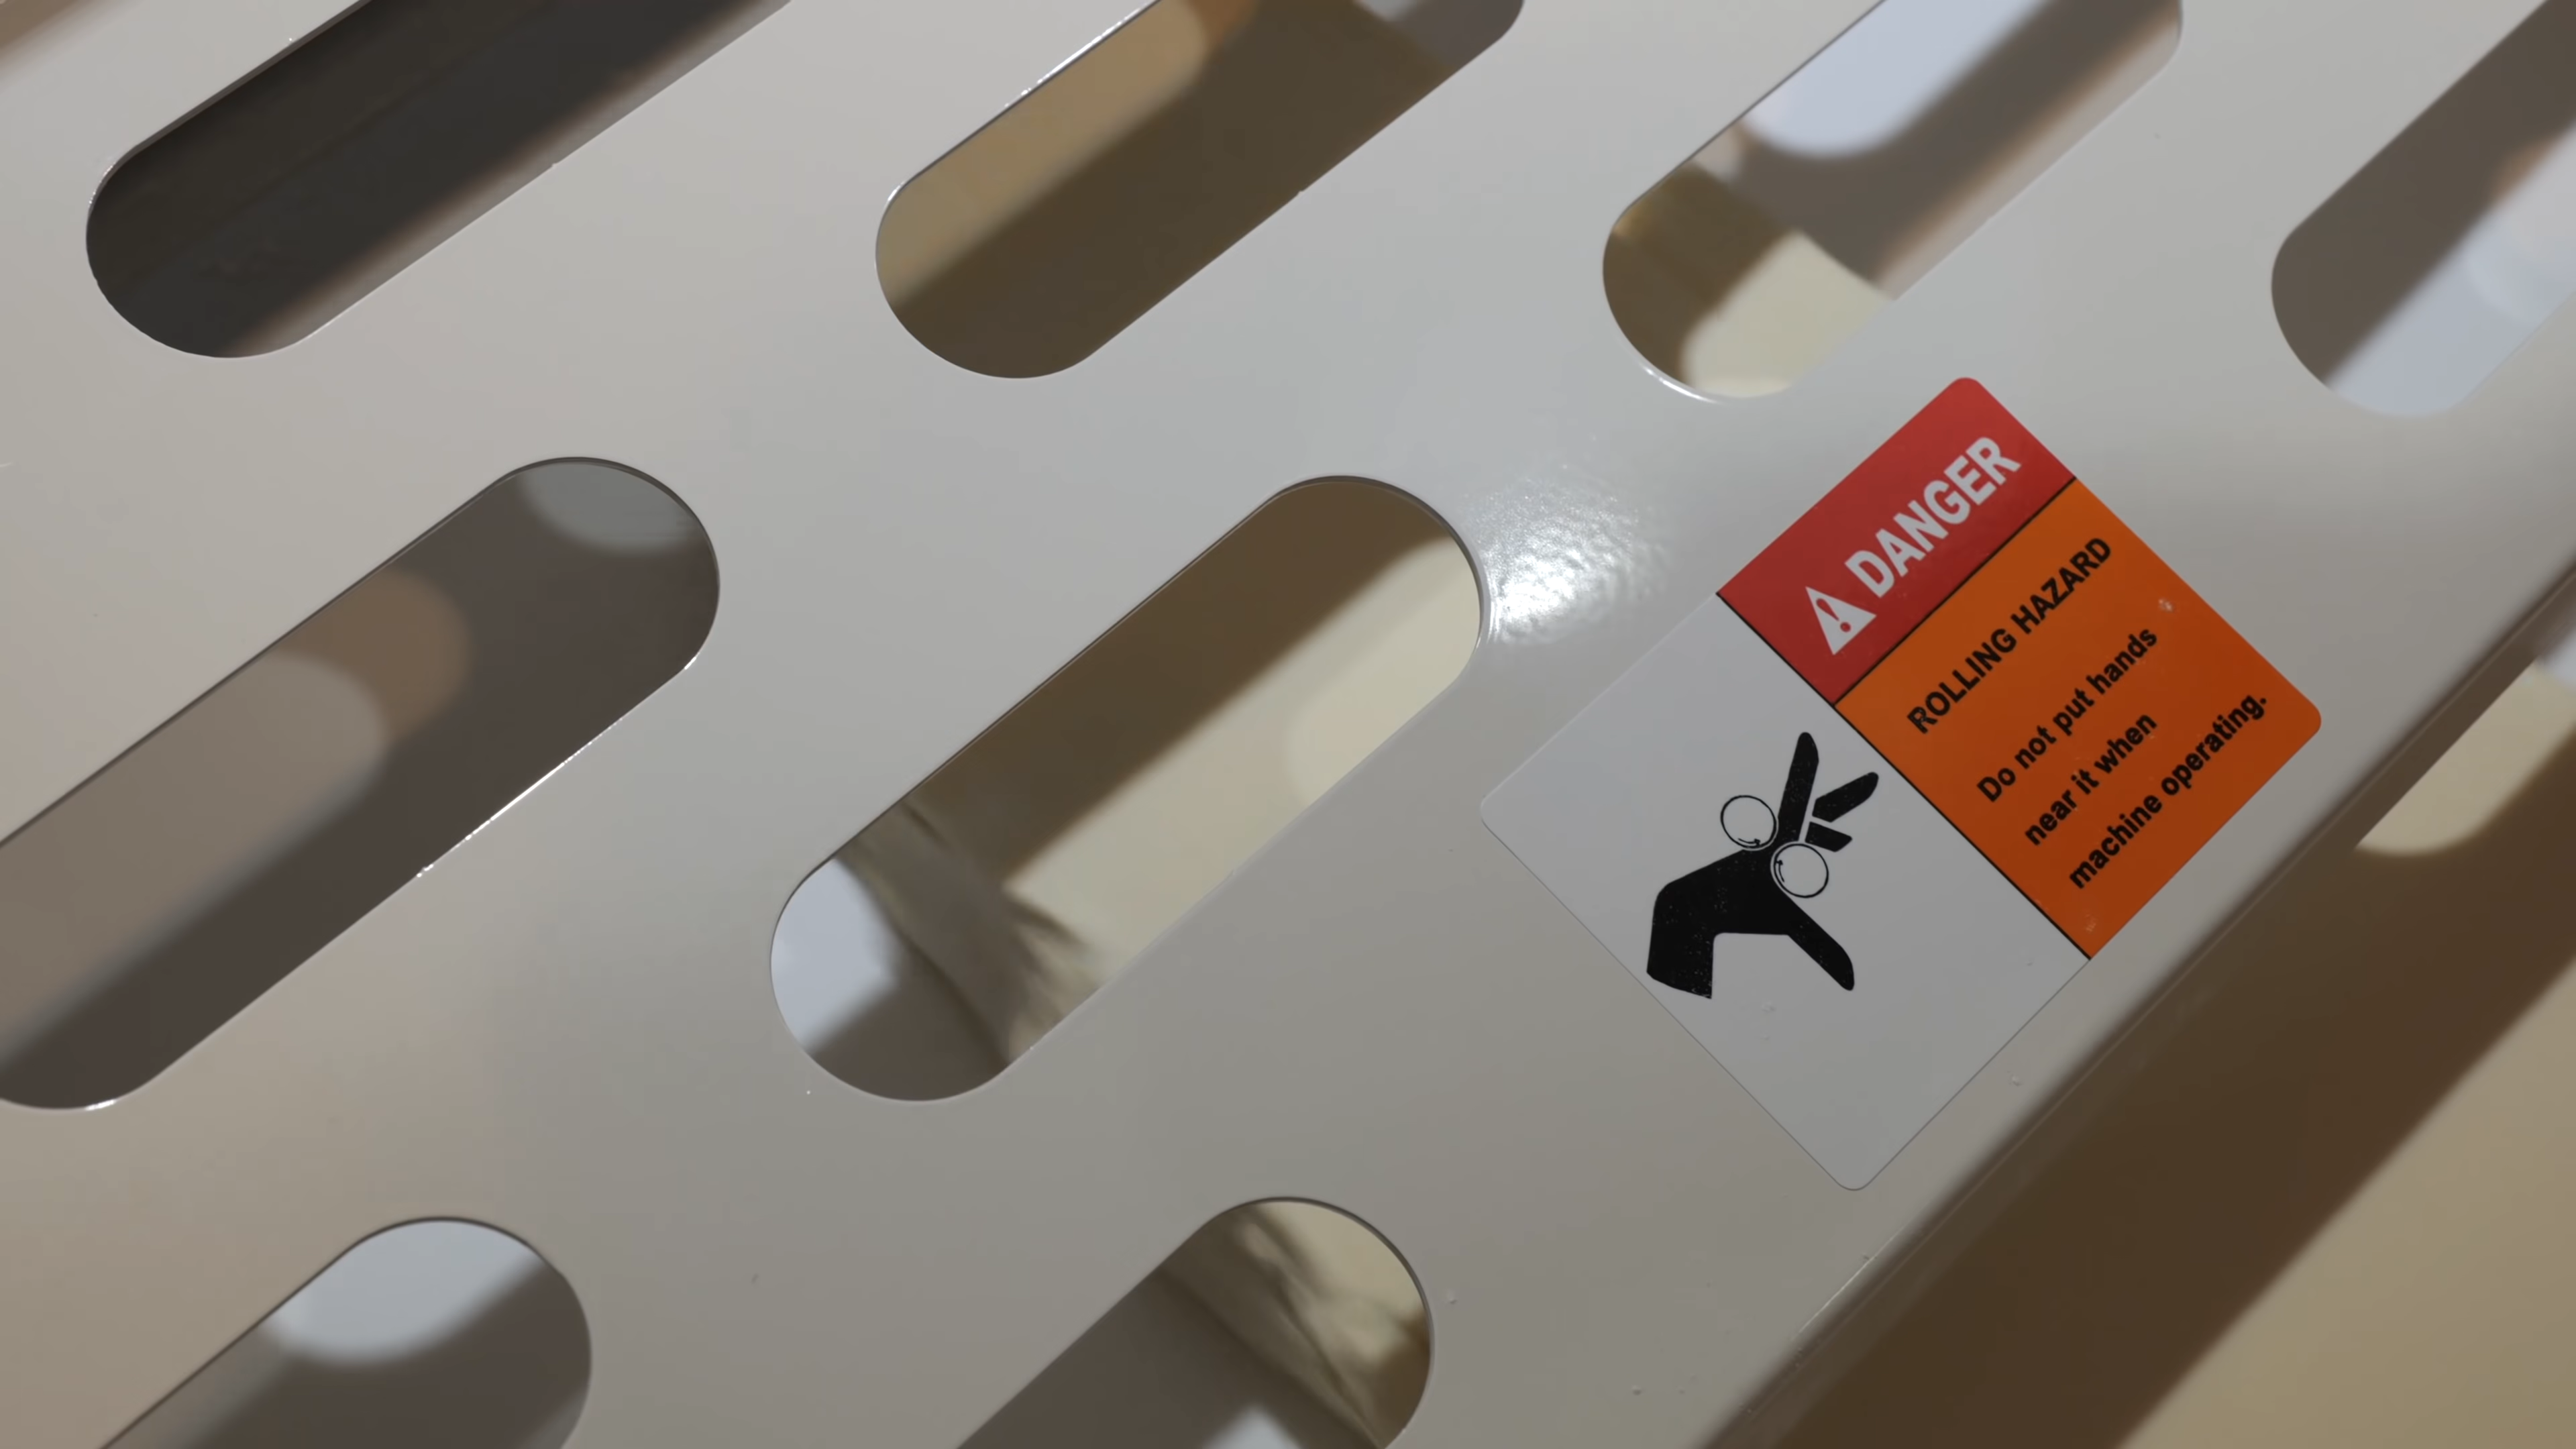 DANGER
ROLLING HAZARD
Do not put hands
near it when
machine operating.